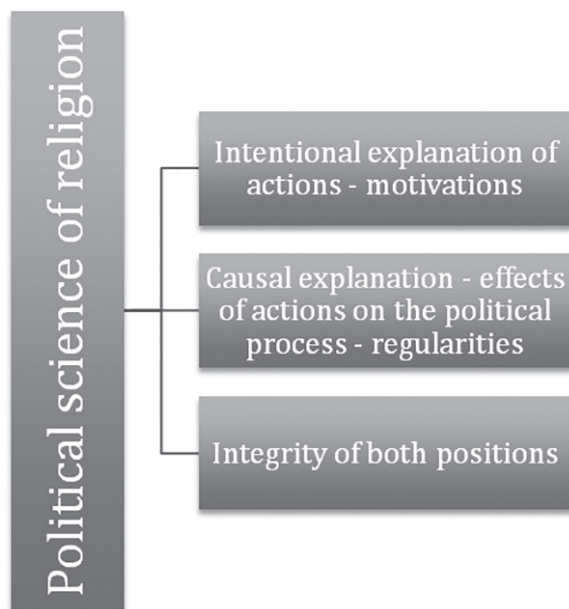 Political science of religion
Intentional explanation of
actions - motivations
Causal explanation - effects
of actions on the political
process - regularities
Integrity of both positions